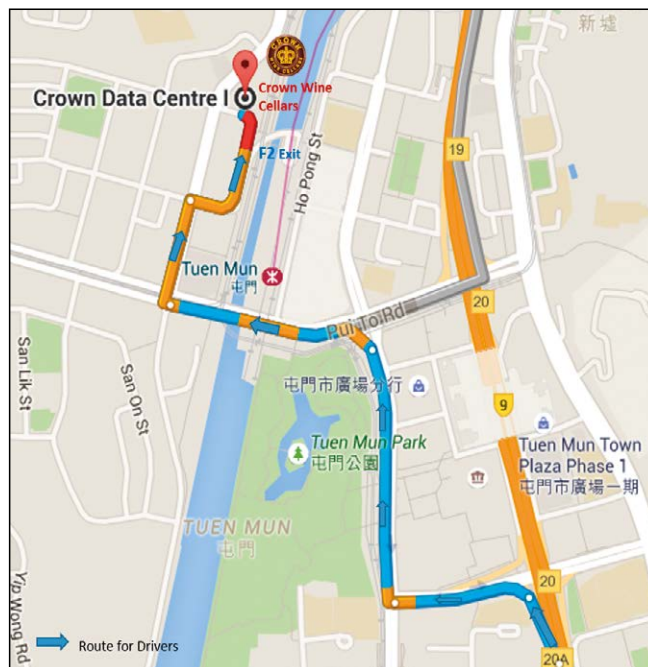 新墟
CROWN
WINE CELLARS
Crown Data Centre I
Crown Wine
Cellars
F2 Exit
Ho Pong St
19
Tuen Mun
屯門
20
Pui To Rd
San Lik St
San On St
屯門市廣場分行
9
Tuen Mun Park
屯門公園
Tuen Mun Town
Plaza Phase 1
屯門市廣場一期
TUEN MUN
屯門
20
Yip Wong Rd
Route for Drivers
20A